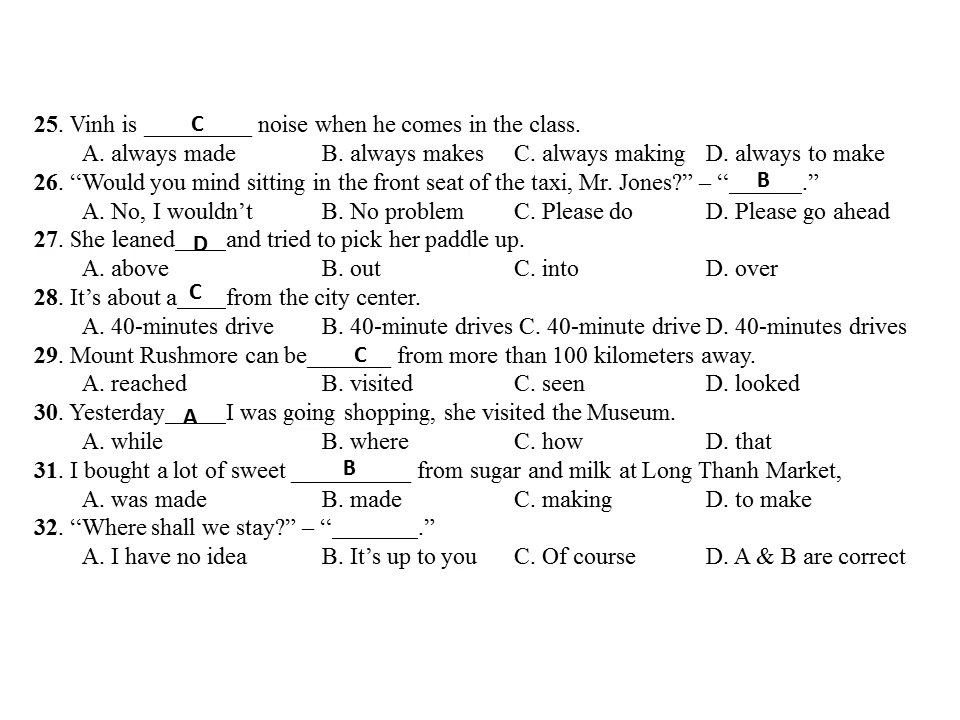 25. Vinh is _________ C noise when he comes in the class.
A. always made B. always makes C. always making D. always to make
26. “Would you mind sitting in the front seat of the taxi, Mr. Jones?” – “______ B.”
A. No, I wouldn’t B. No problem C. Please do D. Please go ahead
27. She leaned____ D and tried to pick her paddle up.
A. above B. out C. into D. over
28. It’s about a____ C from the city center.
A. 40-minutes drive B. 40-minute drives C. 40-minute drive D. 40-minutes drives
29. Mount Rushmore can be_______ C from more than 100 kilometers away.
A. reached B. visited C. seen D. looked
30. Yesterday_____ A I was going shopping, she visited the Museum.
A. while B. where C. how D. that
31. I bought a lot of sweet __________ B from sugar and milk at Long Thanh Market,
A. was made B. made C. making D. to make
32. “Where shall we stay?” – “_______.”
A. I have no idea B. It’s up to you C. Of course D. A & B are correct